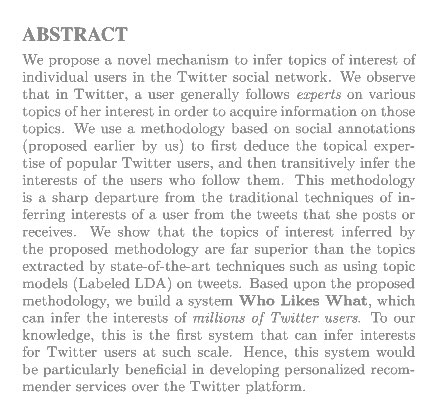 ABSTRACT
We propose a novel mechanism to infer topics of interest of
individual users in the Twitter social network. We observe
that in Twitter, a user generally follows experts on various
topics of her interest in order to acquire information on those
topics. We use a methodology based on social annotations
(proposed earlier by us) to first deduce the topical exper-
tise of popular Twitter users, and then transitively infer the
interests of the users who follow them. This methodology
is a sharp departure from the traditional techniques of in-
ferring interests of a user from the tweets that she posts or
receives. We show that the topics of interest inferred by
the proposed methodology are far superior than the topics
extracted by state-of-the-art techniques such as using topic
models (Labeled LDA) on tweets. Based upon the proposed
methodology, we build a system Who Likes What, which
can infer the interests of millions of Twitter users. To our
knowledge, this is the first system that can infer interests
for Twitter users at such scale. Hence, this system would
be particularly beneficial in developing personalized recom-
mender services over the Twitter platform.